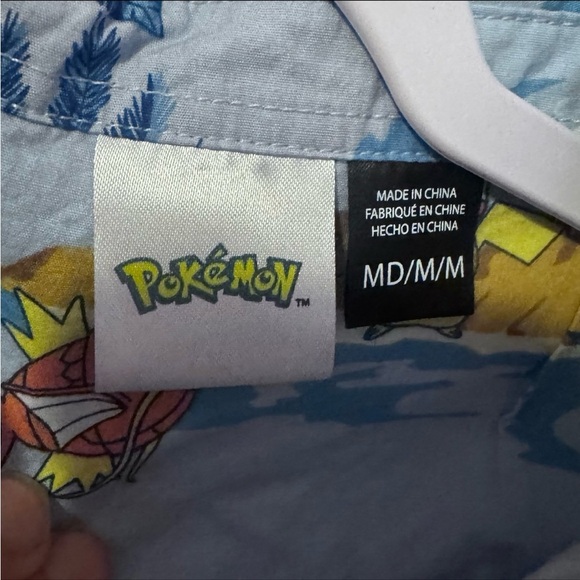 POKéMON™
MADE IN CHINA
FABRIQUÉ EN CHINE
HECHO EN CHINA
MD/M/M